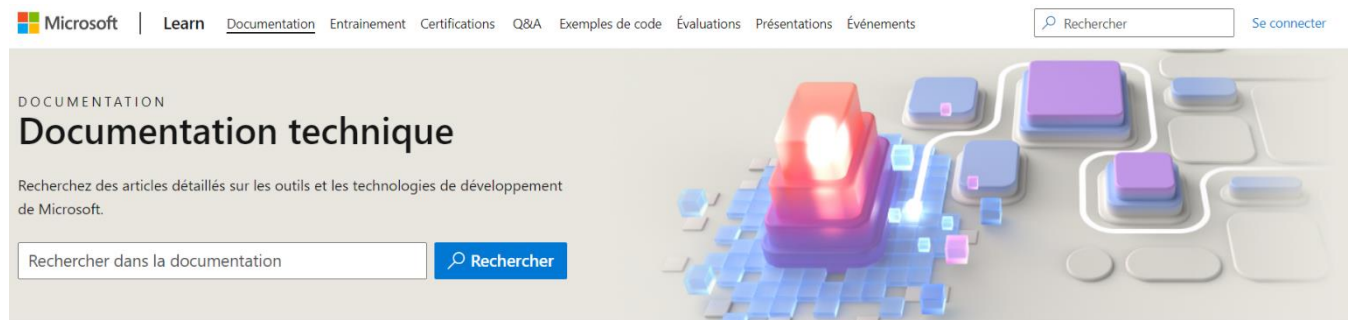 Microsoft | Learn Documentation Entrainement Certifications Q&A Exemples de code Évaluations Présentations Événements Rechercher Se connecter
DOCUMENTATION
Documentation technique
Recherchez des articles détaillés sur les outils et les technologies de développement
de Microsoft.
Rechercher dans la documentation Rechercher